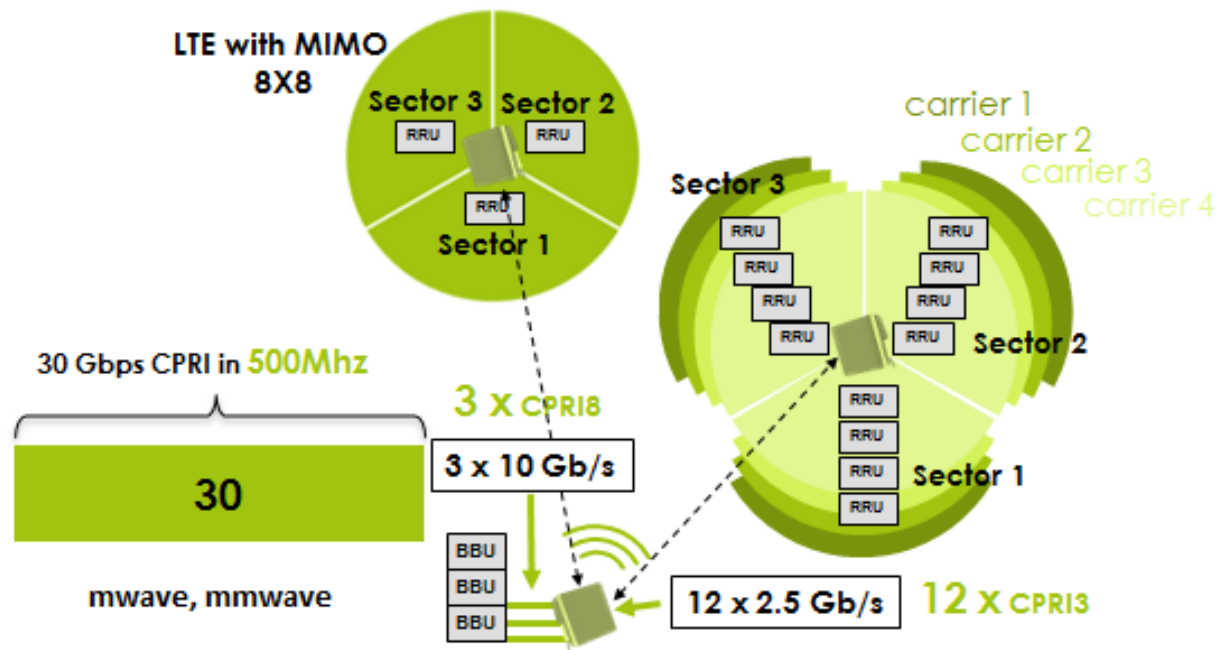 LTE with MIMO
8X8
Sector 3
Sector 2
RRU
RRU
RRU
Sector 1
carrier 1
carrier 2
carrier 3
carrier 4
Sector 3
RRU
RRU
RRU
RRU
RRU
RRU
RRU
RRU
Sector 2
RRU
RRU
RRU
RRU
Sector 1
30 Gbps CPRI in 500Mhz
30
mwave, mmwave
3 x CPRI8
3 x 10 Gb/s
BBU
BBU
BBU
12 x 2.5 Gb/s
12 x CPRI3